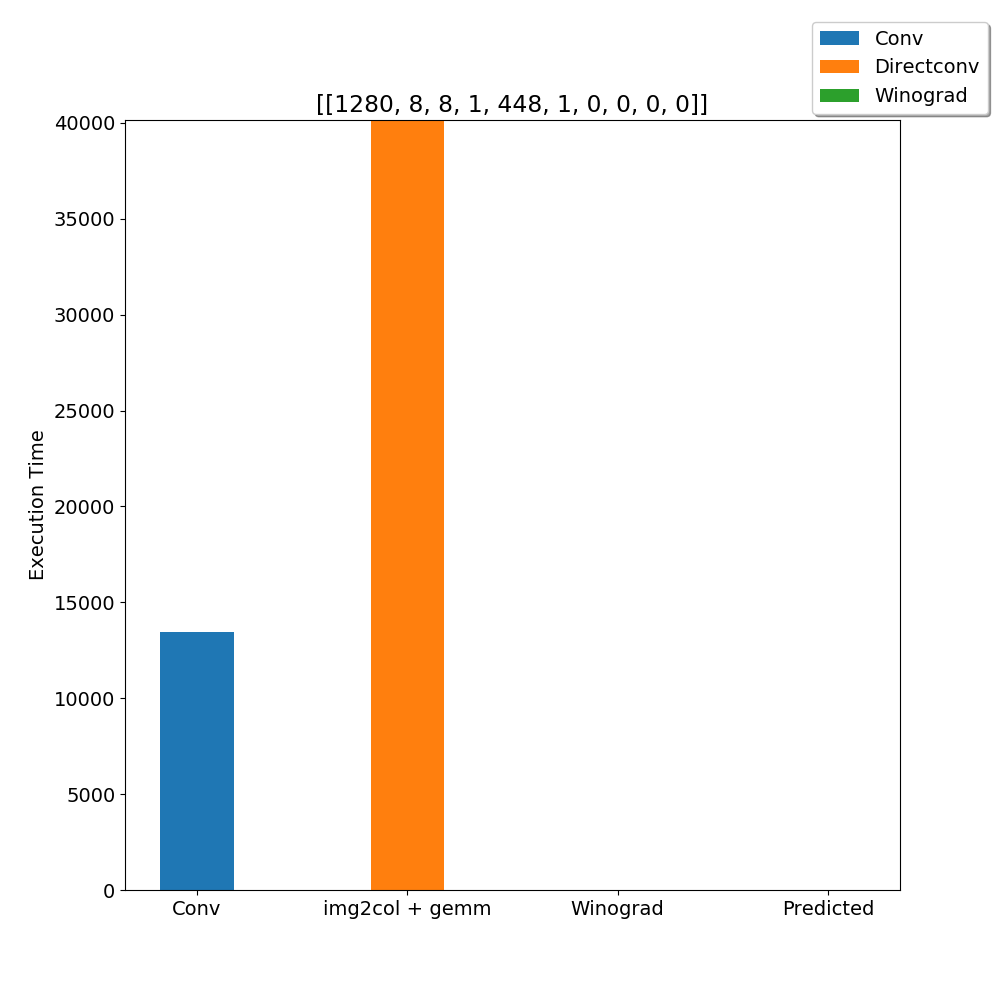 Conv
Directconv
Winograd
[[1280, 8, 8, 1, 448, 1, 0, 0, 0, 0]]
Execution Time
40000
35000
30000
25000
20000
15000
10000
5000
0
Conv img2col + gemm Winograd Predicted